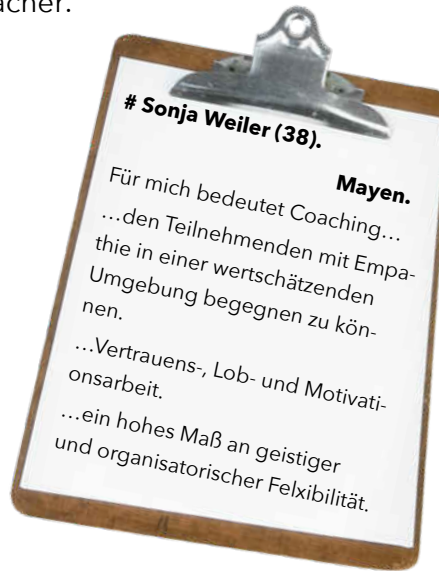 acher.
# Sonja Weiler (38).
Mayen.
Für mich bedeutet Coaching…
…den Teilnehmenden mit Empa-
thie in einer wertschätzenden
Umgebung begegnen zu kön-
nen.
…Vertrauens-, Lob- und Motivati-
onsarbeit.
…ein hohes Maß an geistiger
und organisatorischer Felxibilität.